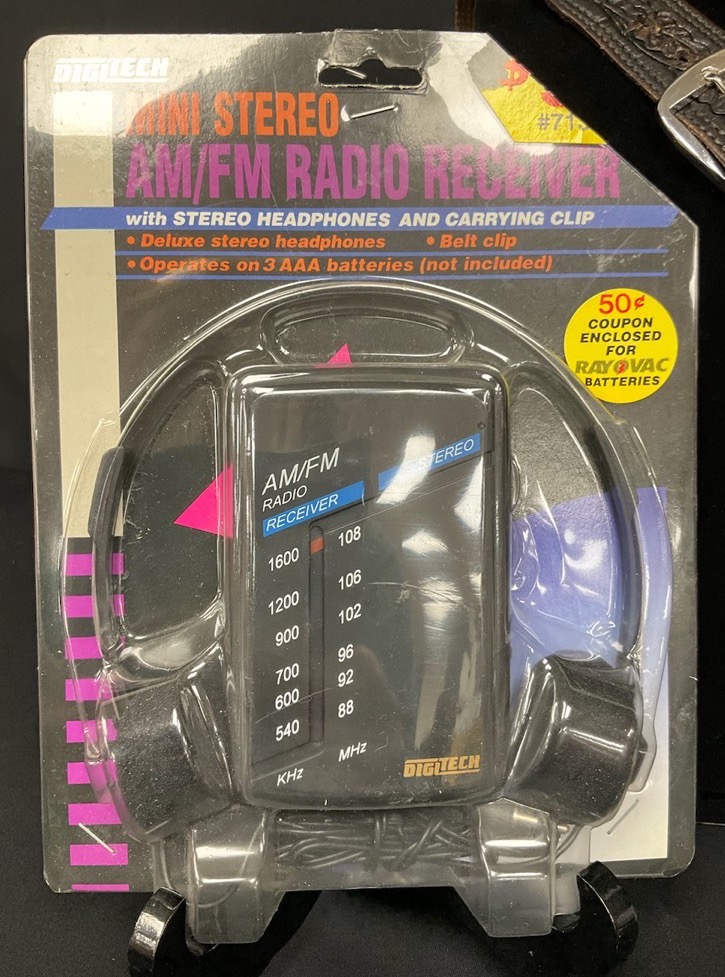 DIGITECH
MINI STEREO
AM/FM RADIO RECEIVER
with STEREO HEADPHONES AND CARRYING CLIP
• Deluxe stereo headphones • Belt clip
• Operates on 3 AAA batteries (not included)
$
50¢
COUPON
ENCLOSED
FOR
RAYOVAC
BATTERIES
AM/FM
RADIO
RECEIVER
STEREO
1600 108
1200 106
900 102
700 96
600 92
540 88
KHz MHz
DIGITECH